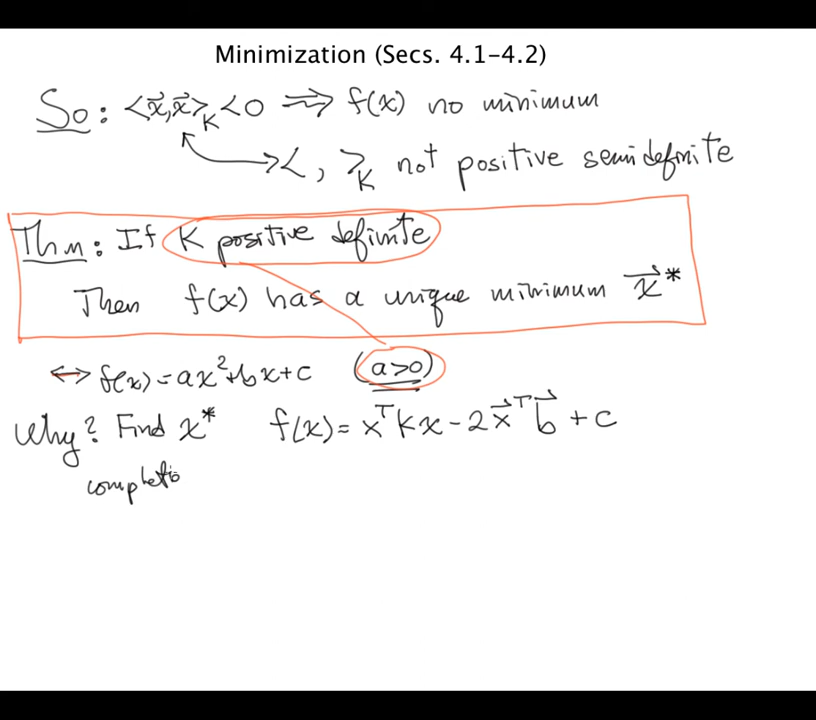 Minimization (Secs. 4.1-4.2)
So: <x⃗,x⃗>_K <0 ⟹ f(x) no minimum
<, >_K not positive semidefinite
Thm: If K positive definite
Then f(x) has a unique minimum x⃗*
↔ f(x)=ax²+bx+c (a>0)
Why? Find x* f(x)= xᵀKx - 2x⃗ᵀb⃗ + c
completio